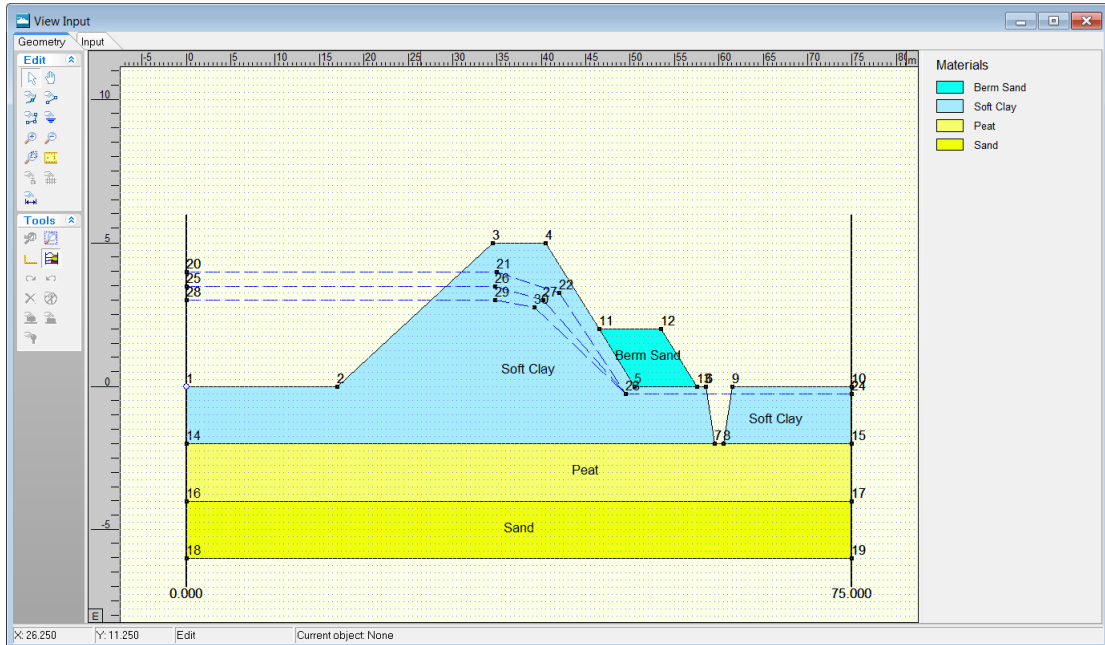 View Input
Geometry Input
Edit
Tools
-5 0 5 10 15 20 25 30 35 40 45 50 55 60 65 70 75 80 m
10
5
0
-5
E
3 4
20 21
25 26 27 22
28 29 30
11 12
Berm Sand
Soft Clay
1 2 5 13 6 9 10
24
Soft Clay
14 7 8 15
Peat
16 17
Sand
18 19
0.000 75.000
Materials
Berm Sand
Soft Clay
Peat
Sand
X: 26.250 Y: 11.250 Edit Current object: None